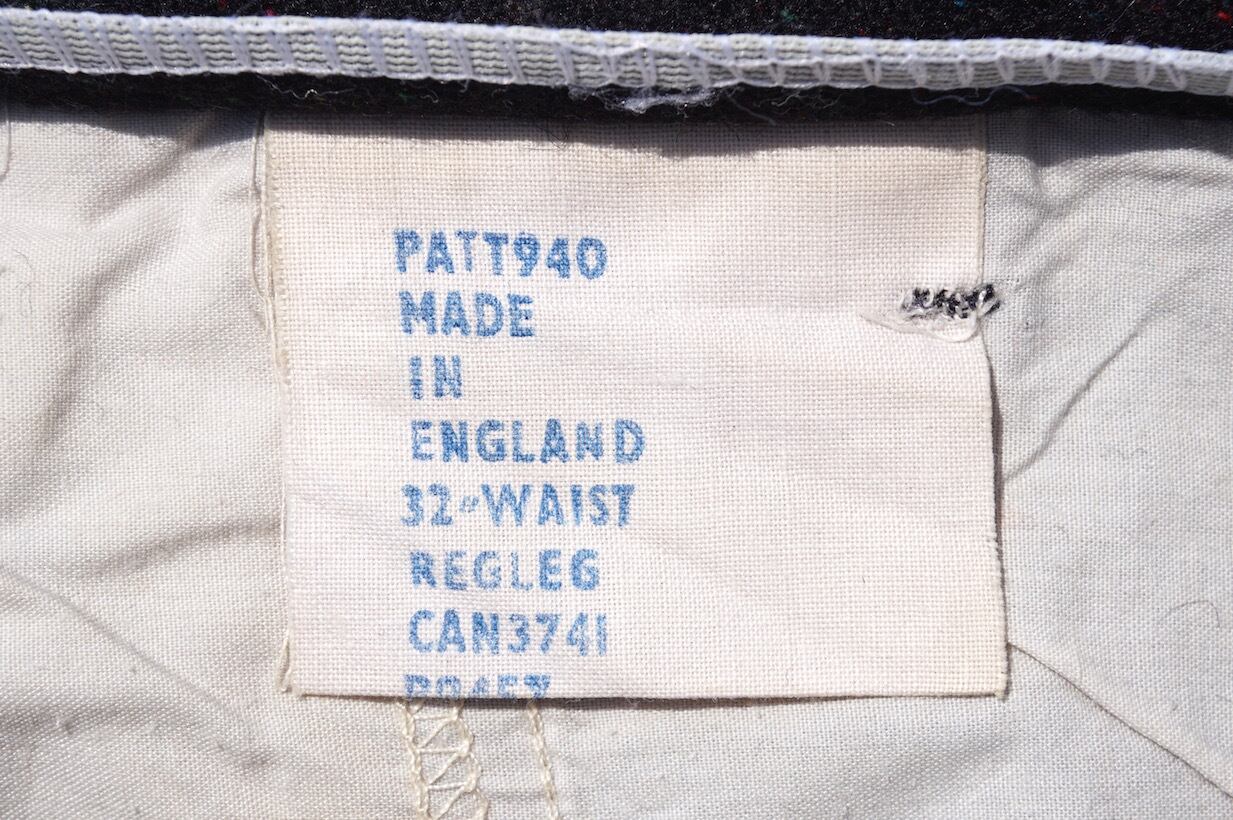 PATT940
MADE
IN
ENGLAND
32"WAIST
REGLEG
CAN3741